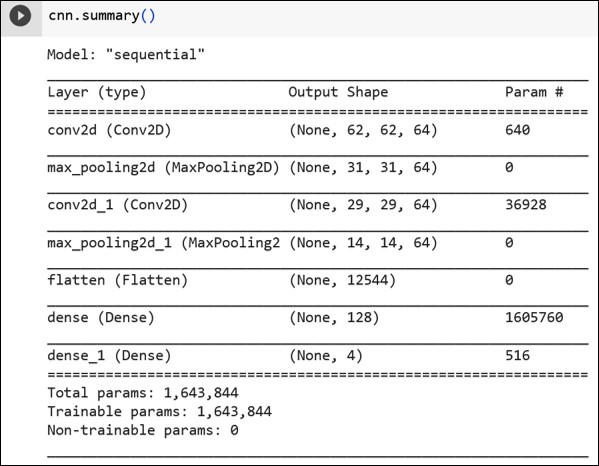 cnn.summary()
Model: "sequential"
Layer (type) Output Shape Param #
conv2d (Conv2D) (None, 62, 62, 64) 640
max_pooling2d (MaxPooling2D) (None, 31, 31, 64) 0
conv2d_1 (Conv2D) (None, 29, 29, 64) 36928
max_pooling2d_1 (MaxPooling2 (None, 14, 14, 64) 0
flatten (Flatten) (None, 12544) 0
dense (Dense) (None, 128) 1605760
dense_1 (Dense) (None, 4) 516
Total params: 1,643,844
Trainable params: 1,643,844
Non-trainable params: 0